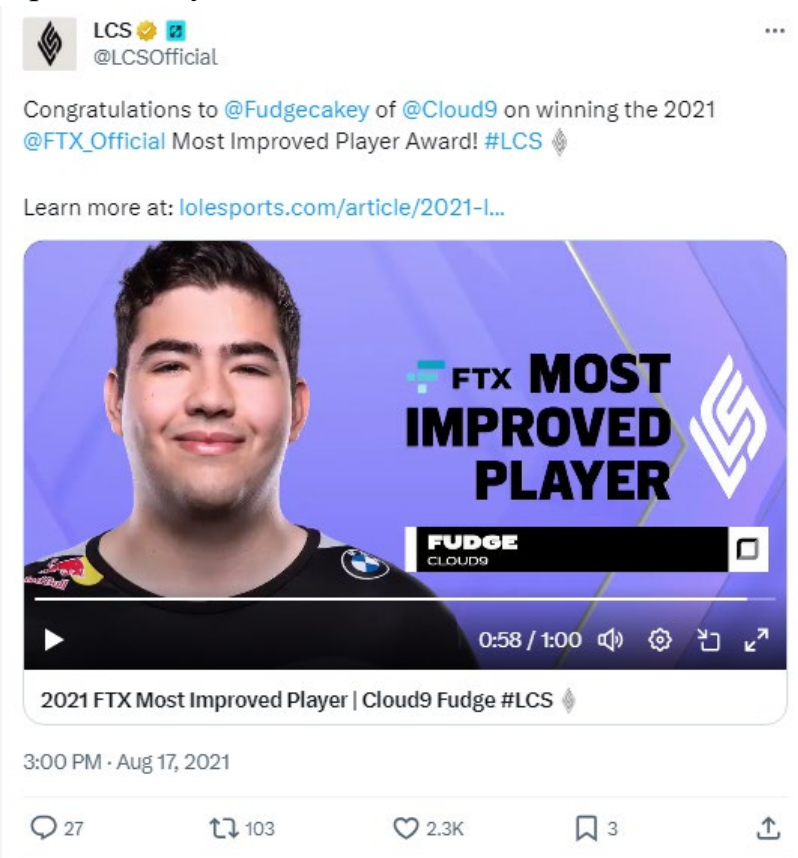 LCS
@LCSOfficial
Congratulations to @Fudgecakey of @Cloud9 on winning the 2021
@FTX_Official Most Improved Player Award! #LCS
Learn more at: lolesports.com/article/2021-l...
FTX MOST
IMPROVED
PLAYER
FUDGE
CLOUD9
Red Bull
0:58 / 1:00
2021 FTX Most Improved Player | Cloud9 Fudge #LCS
3:00 PM · Aug 17, 2021
27 103 2.3K 3